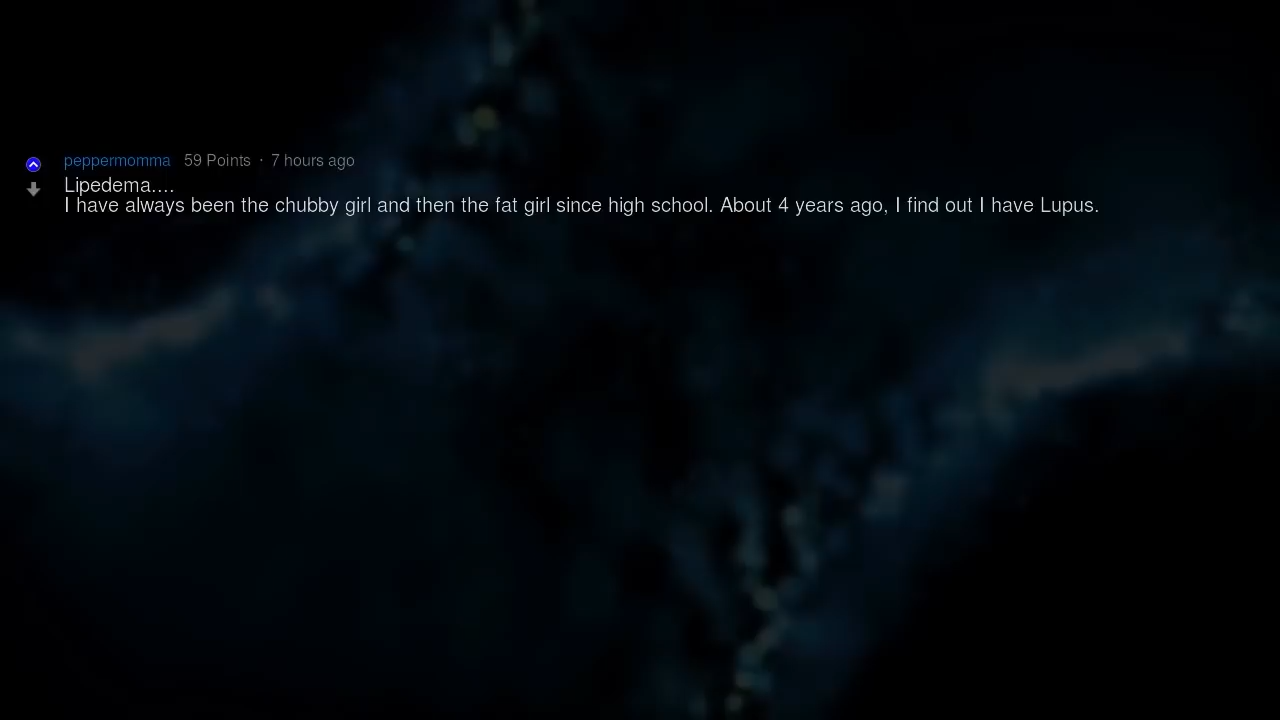 peppermomma 59 Points · 7 hours ago
Lipedema....
I have always been the chubby girl and then the fat girl since high school. About 4 years ago, I find out I have Lupus.